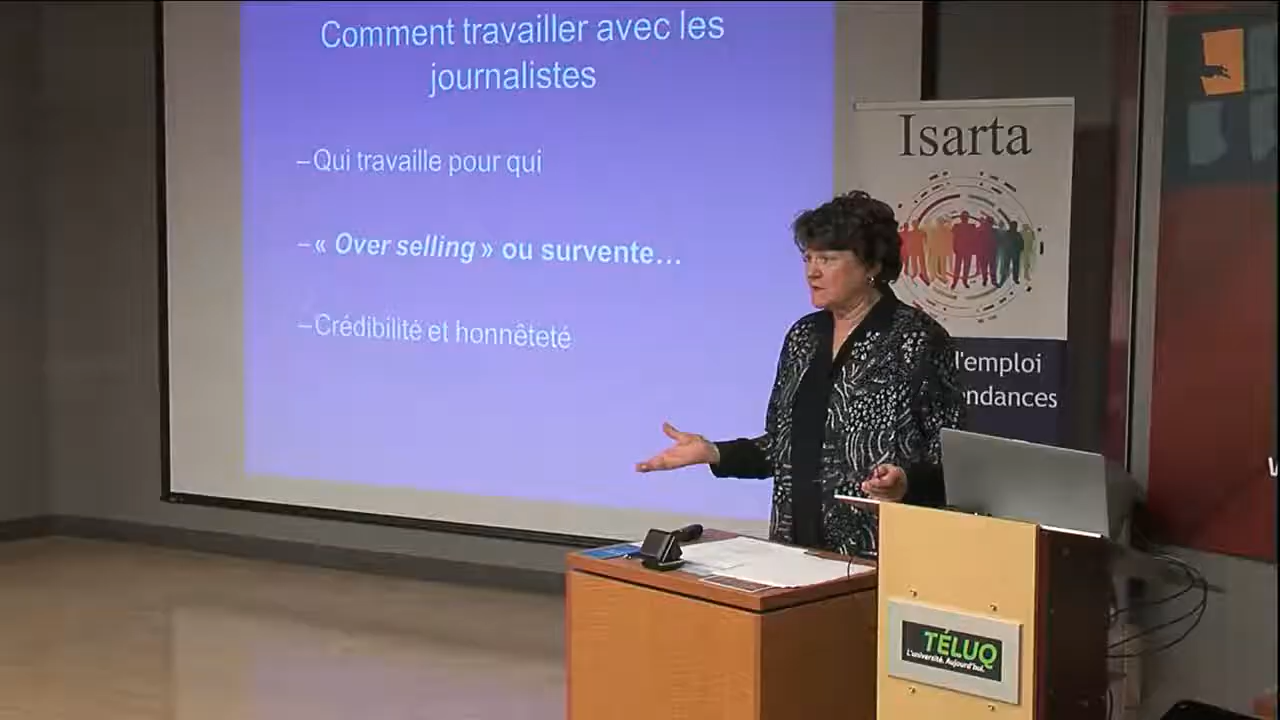 Comment travailler avec les
journalistes
–Qui travaille pour qui
–« Over selling » ou survente...
–Crédibilité et honnêteté
Isarta
l'emploi
endances
TÉLUQ
L'université. Aujourd'hui.